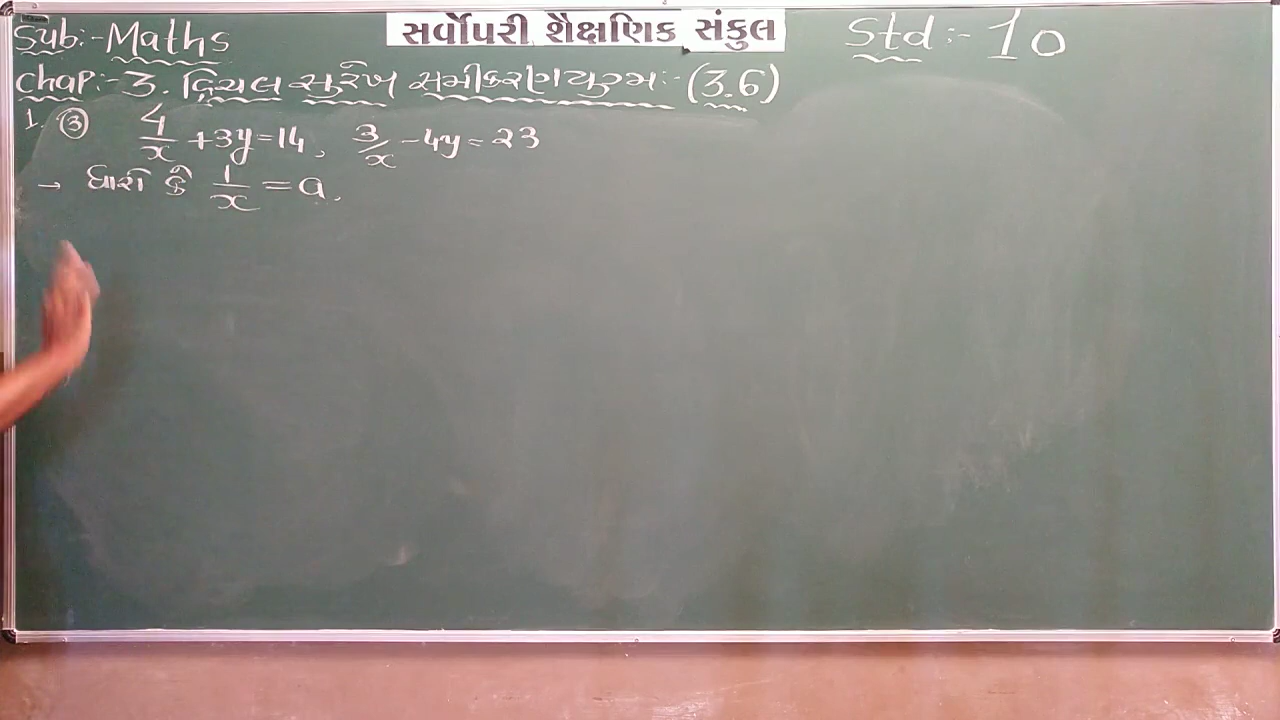 સર્વોપરી શૈક્ષણિક સંકુલ
Sub:- Maths
Std :- 10
Chap:- 3. દ્વિચલ સુરેખ સમીકરણયુગ્મ:- (3.6)
1. ③ 4/x + 3y = 14, 3/x - 4y = 23
→ ધારો કે 1/x = a.